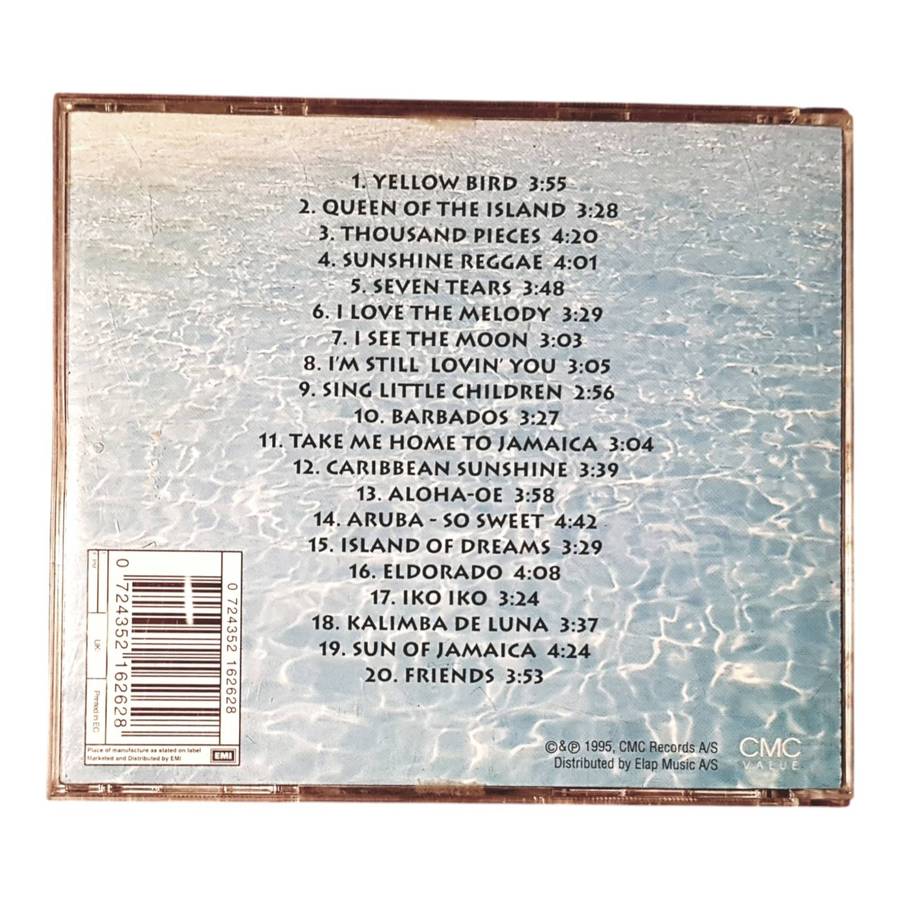 1. YELLOW BIRD 3:55
2. QUEEN OF THE ISLAND 3:28
3. THOUSAND PIECES 4:20
4. SUNSHINE REGGAE 4:01
5. SEVEN TEARS 3:48
6. I LOVE THE MELODY 3:29
7. I SEE THE MOON 3:03
8. I'M STILL LOVIN' YOU 3:05
9. SING LITTLE CHILDREN 2:56
10. BARBADOS 3:27
11. TAKE ME HOME TO JAMAICA 3:04
12. CARIBBEAN SUNSHINE 3:39
13. ALOHA-OE 3:58
14. ARUBA - SO SWEET 4:42
15. ISLAND OF DREAMS 3:29
16. ELDORADO 4:08
17. IKO IKO 3:24
18. KALIMBA DE LUNA 3:37
19. SUN OF JAMAICA 4:24
20. FRIENDS 3:53
0 724352 162628
0 724352 162628
UK
Printed in EC
Place of manufacture as stated on label
Marketed and Distributed by EMI
EMI
©&℗ 1995, CMC Records A/S
Distributed by Elap Music A/S
CMC
VALUE